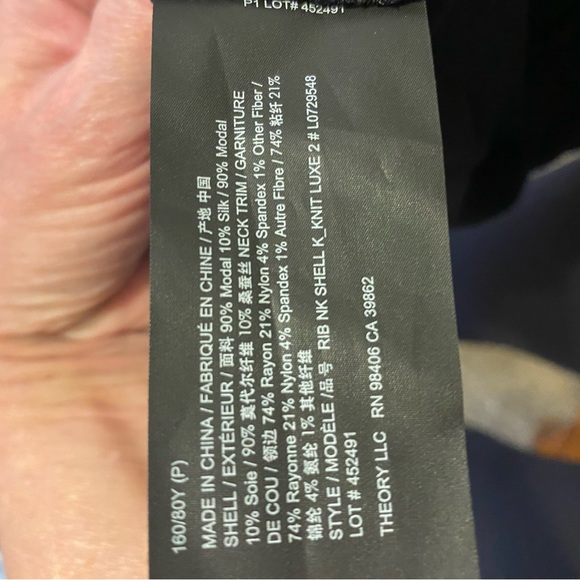 P1 LOT# 452491
160/80Y (P)
MADE IN CHINA / FABRIQUÉ EN CHINE / 产地 中国
SHELL / EXTÉRIEUR / 面料 90% Modal 10% Silk / 90% Modal
10% Soie / 90% 莫代尔纤维 10% 桑蚕丝 NECK TRIM / GARNITURE
DE COU / 领边 74% Rayon 21% Nylon 4% Spandex 1% Other Fiber /
74% Rayonne 21% Nylon 4% Spandex 1% Autre Fibre / 74% 粘纤 21%
锦纶 4% 氨纶 1% 其他纤维
STYLE / MODÈLE /品号 RIB NK SHELL K_KNIT LUXE 2 # L0729548
LOT # 452491
THEORY LLC RN 98406 CA 39862